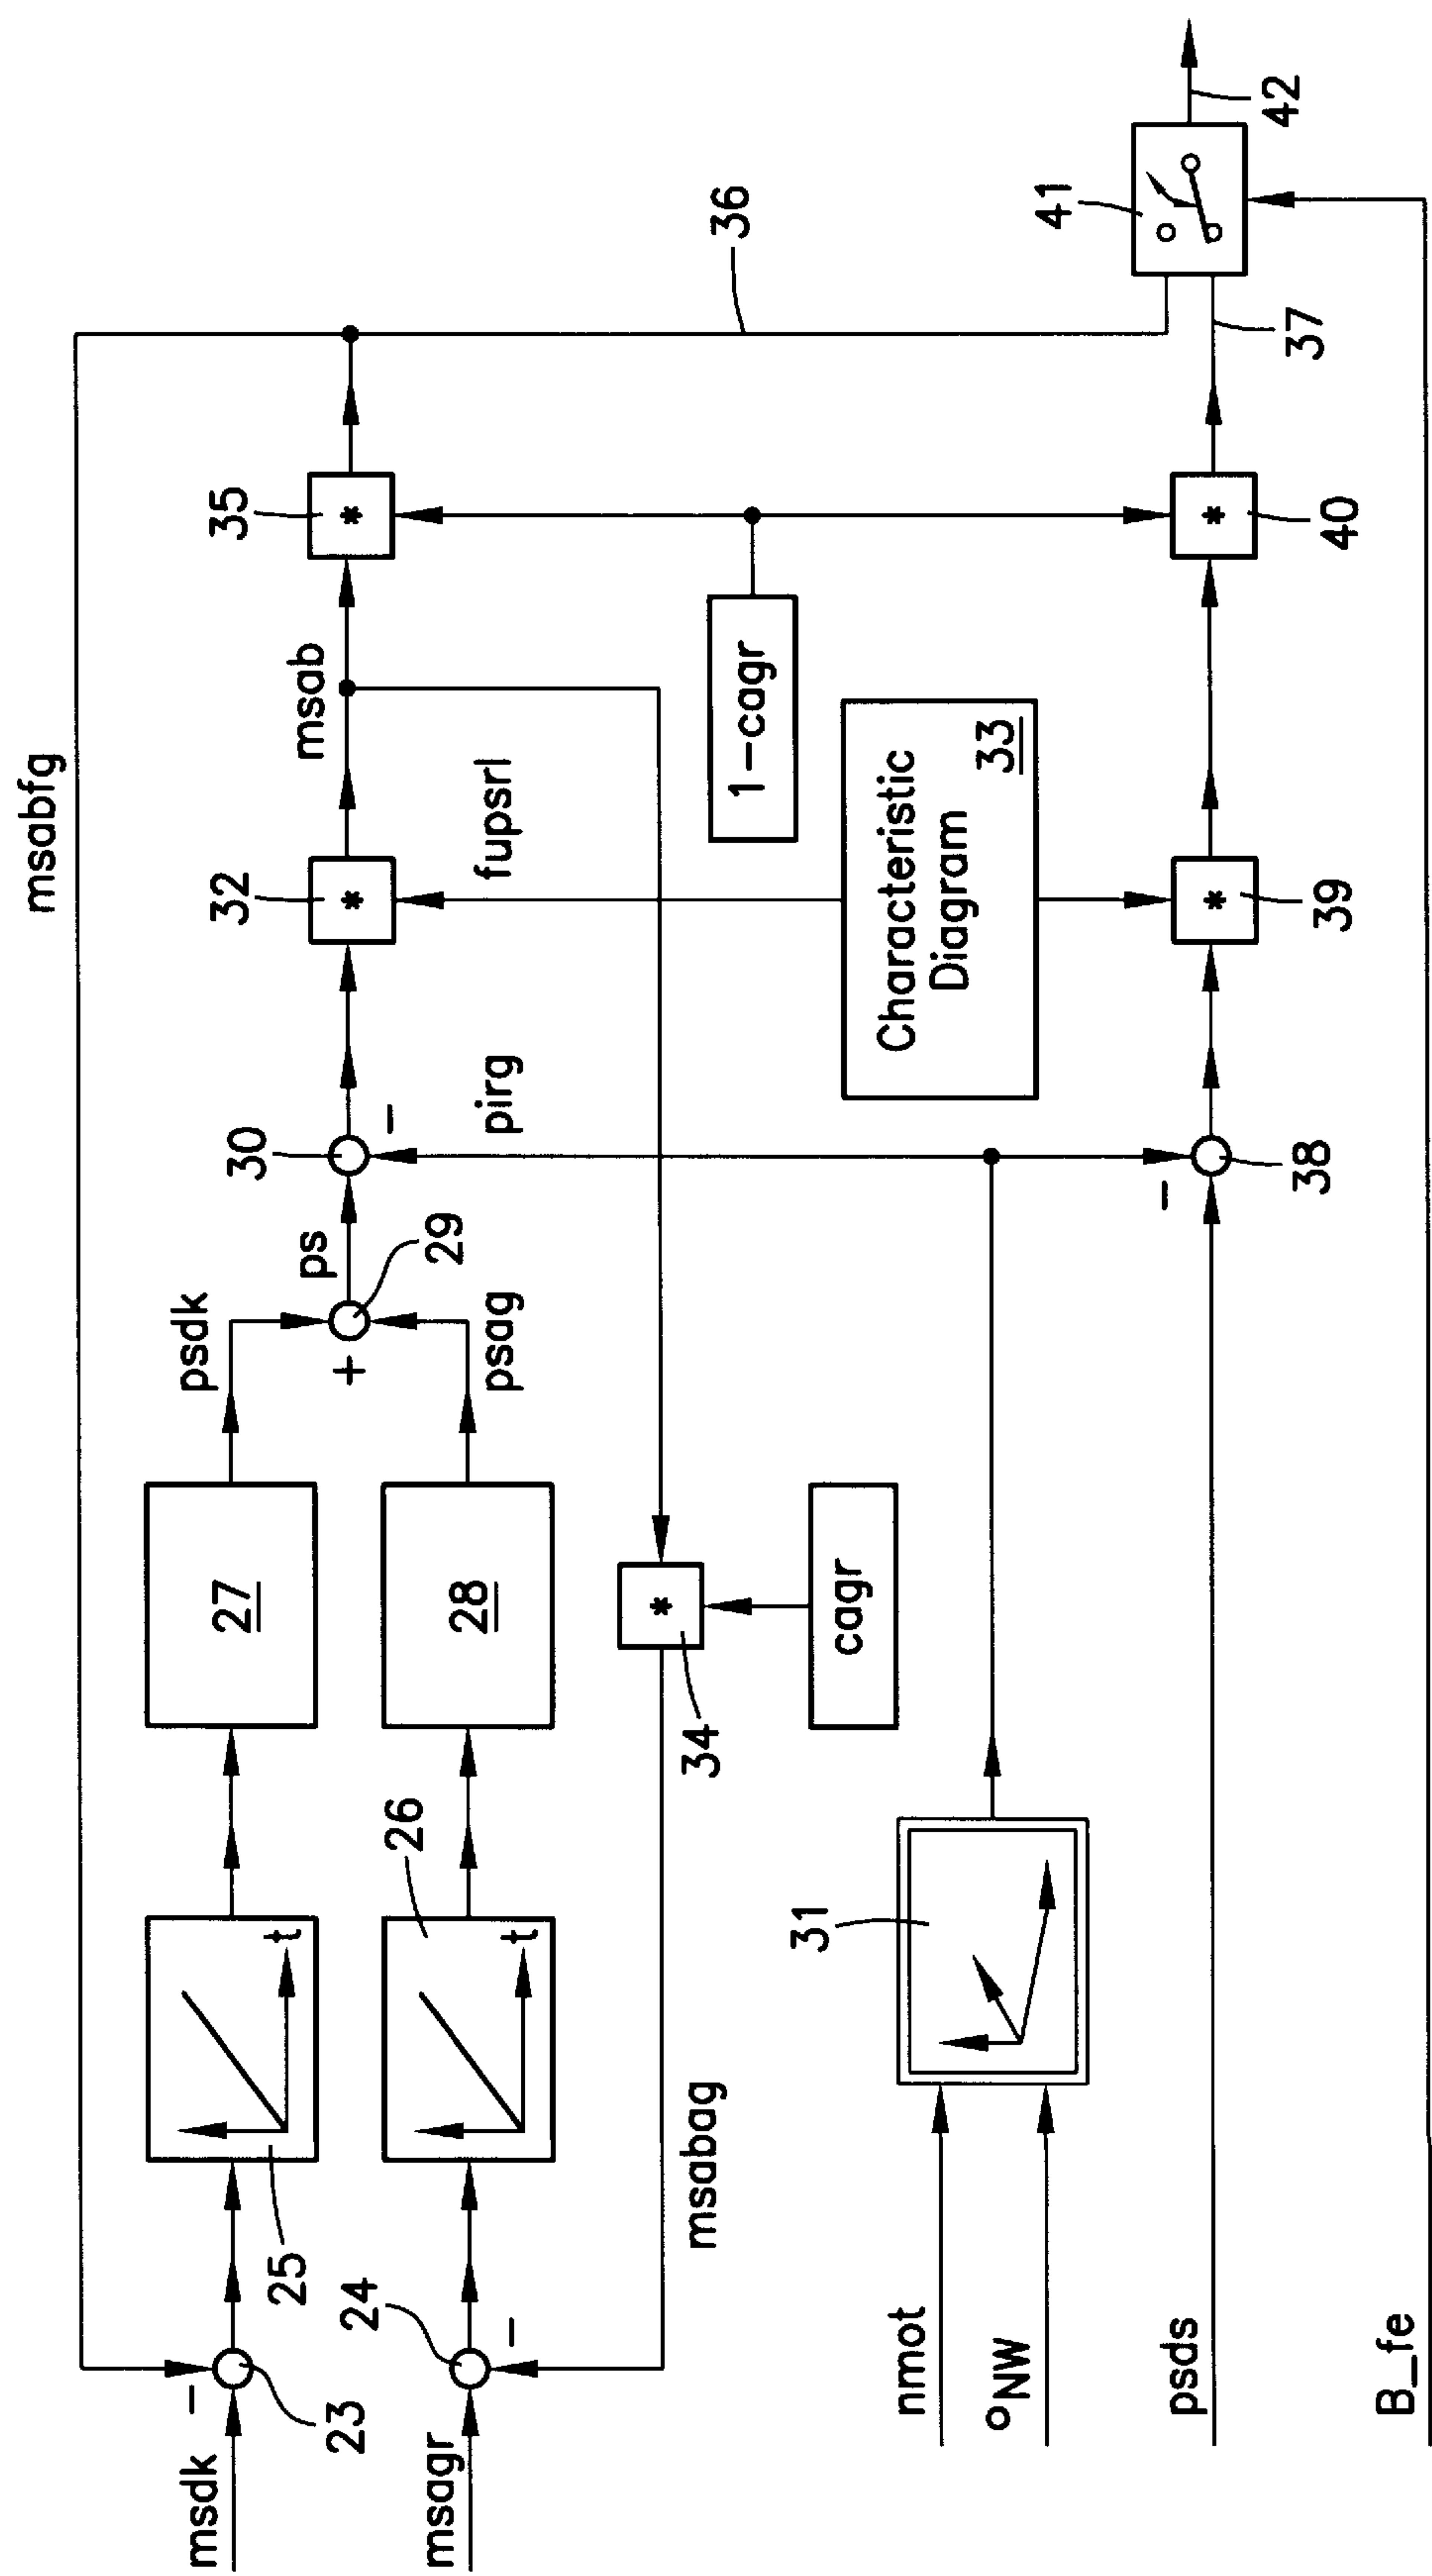 msabfg
35
32
msab
30
ps
29
psdk
psag
+
27
28
26
t
t
25
23
24
msdk
-
msagr
-
*
*
fupsrl
pirg
-
36
1-cagr
Characteristic
Diagram
33
*
34
cagr
msabag
31
nmot
°NW
psds
B_fe
-
38
*
39
*
40
37
41
42